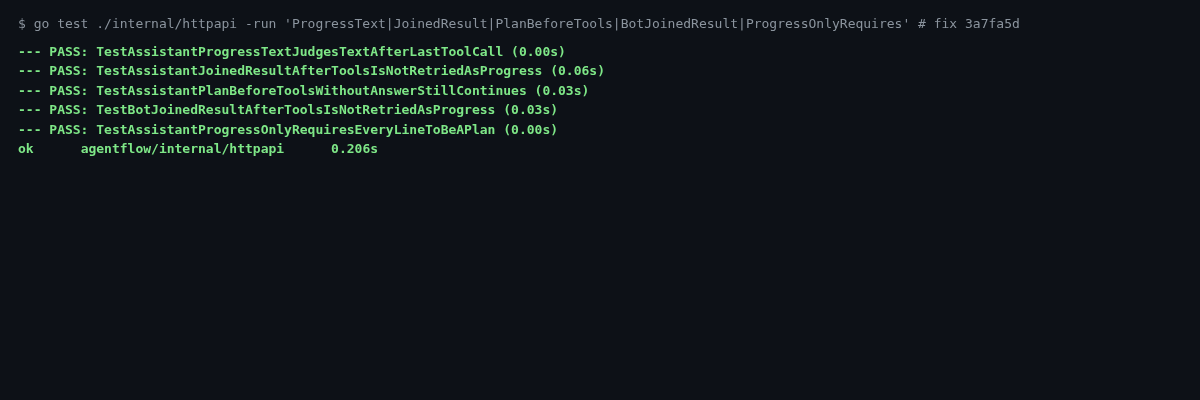 $ go test ./internal/httpapi -run 'ProgressText|JoinedResult|PlanBeforeTools|BotJoinedResult|ProgressOnlyRequires' # fix 3a7fa5d
--- PASS: TestAssistantProgressTextJudgesTextAfterLastToolCall (0.00s)
--- PASS: TestAssistantJoinedResultAfterToolsIsNotRetriedAsProgress (0.06s)
--- PASS: TestAssistantPlanBeforeToolsWithoutAnswerStillContinues (0.03s)
--- PASS: TestBotJoinedResultAfterToolsIsNotRetriedAsProgress (0.03s)
--- PASS: TestAssistantProgressOnlyRequiresEveryLineToBeAPlan (0.00s)
ok      agentflow/internal/httpapi      0.206s